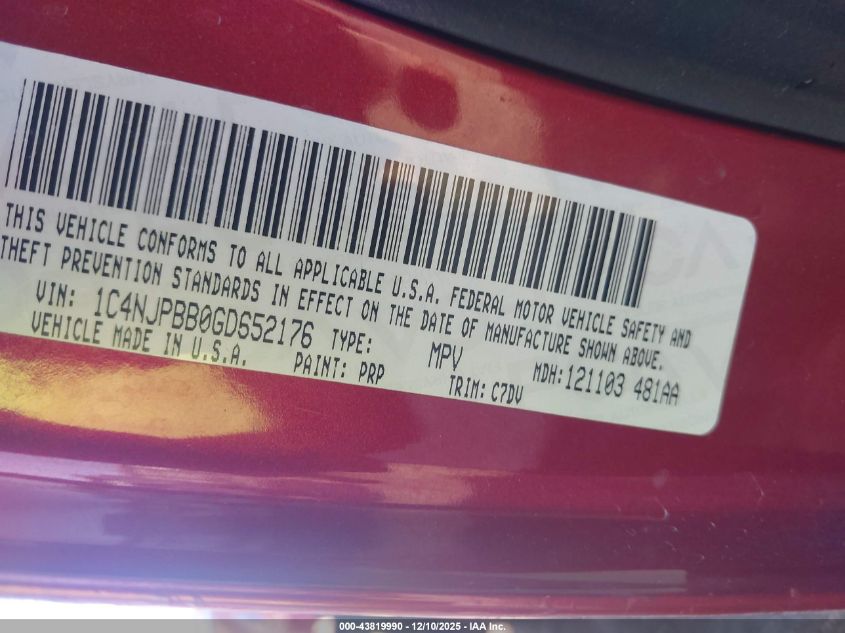 THIS VEHICLE CONFORMS TO ALL APPLICABLE U.S.A. FEDERAL MOTOR VEHICLE SAFETY AND
THEFT PREVENTION STANDARDS IN EFFECT ON THE DATE OF MANUFACTURE SHOWN ABOVE.
VIN: 1C4NJPBB0GD652176 TYPE: MPV MDH: 121103 481AA
VEHICLE MADE IN U.S.A. PAINT: PRP TRIM: C7DV
000-43819990 - 12/10/2025 - IAA Inc.